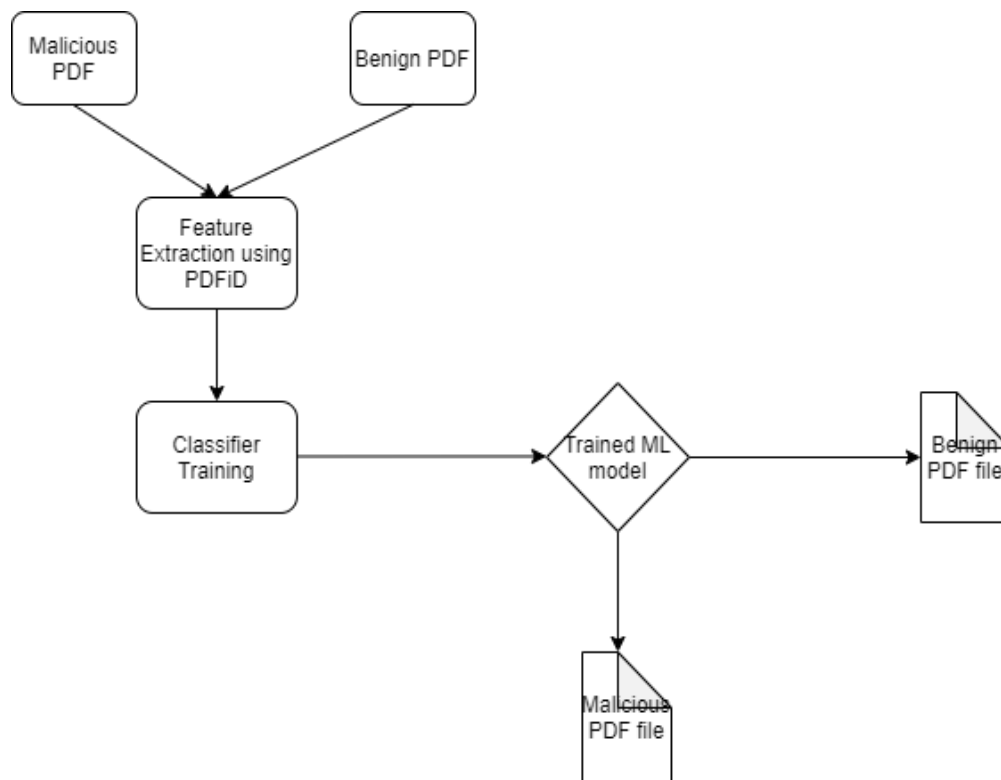 Malicious
PDF
Benign PDF
Feature
Extraction using
PDFiD
Classifier
Training
Trained ML
model
Benign
PDF file
Malicious
PDF file